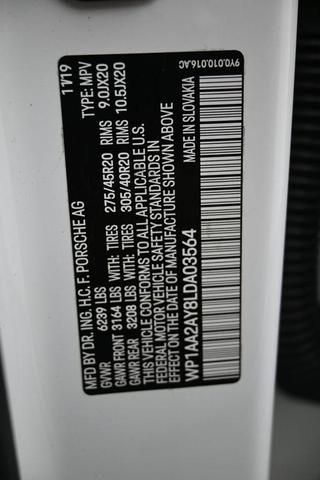 MFD BY DR. ING. H.C. F. PORSCHE AG 11/19
GVWR 6239 LBS TYPE: MPV
GAWR FRONT 3164 LBS WITH: TIRES 275/45R20 RIMS 9.0JX20
GAWR REAR 3208 LBS WITH: TIRES 305/40R20 RIMS 10.5JX20
THIS VEHICLE CONFORMS TO ALL APPLICABLE U.S.
FEDERAL MOTOR VEHICLE SAFETY AND THEFT PREVENTION
STANDARDS IN EFFECT ON THE DATE OF MANUFACTURE SHOWN ABOVE
MADE IN SLOVAKIA
WP1AA2AY8LDA03564
9Y0.010.016.AC